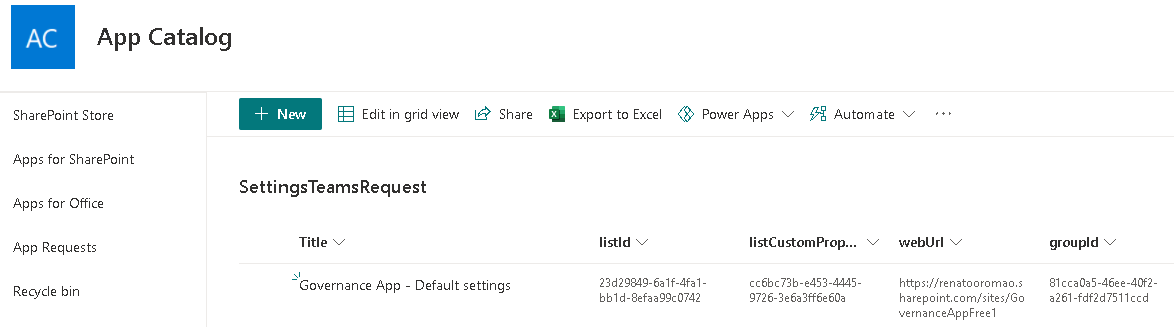 AC
App Catalog
SharePoint Store
Apps for SharePoint
Apps for Office
App Requests
Recycle bin
+ New Edit in grid view Share Export to Excel Power Apps Automate ...
SettingsTeamsRequest
Title listId listCustomProp... webUrl groupId
Governance App - Default settings
23d29849-6a1f-4fa1-
bb1d-8efaa99c0742
cc6bc73b-e453-4445-
9726-3e6a3ff6e60a
https://renatooromao.s
harepoint.com/sites/Go
vernanceAppFree1
81cca0a5-46ee-40f2-
a261-fdf2d7511ccd